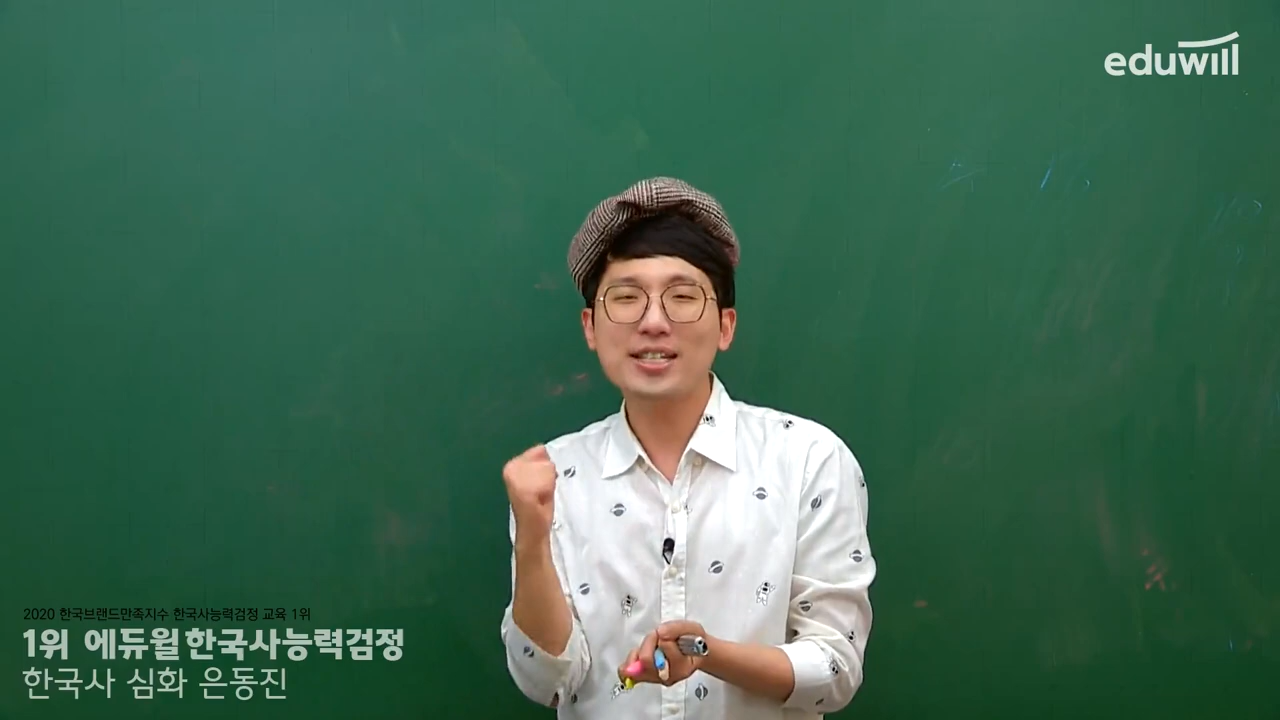 eduwill
2020 한국브랜드만족지수 한국사능력검정 교육 1위
1위 에듀윌 한국사능력검정
한국사 심화 은동진